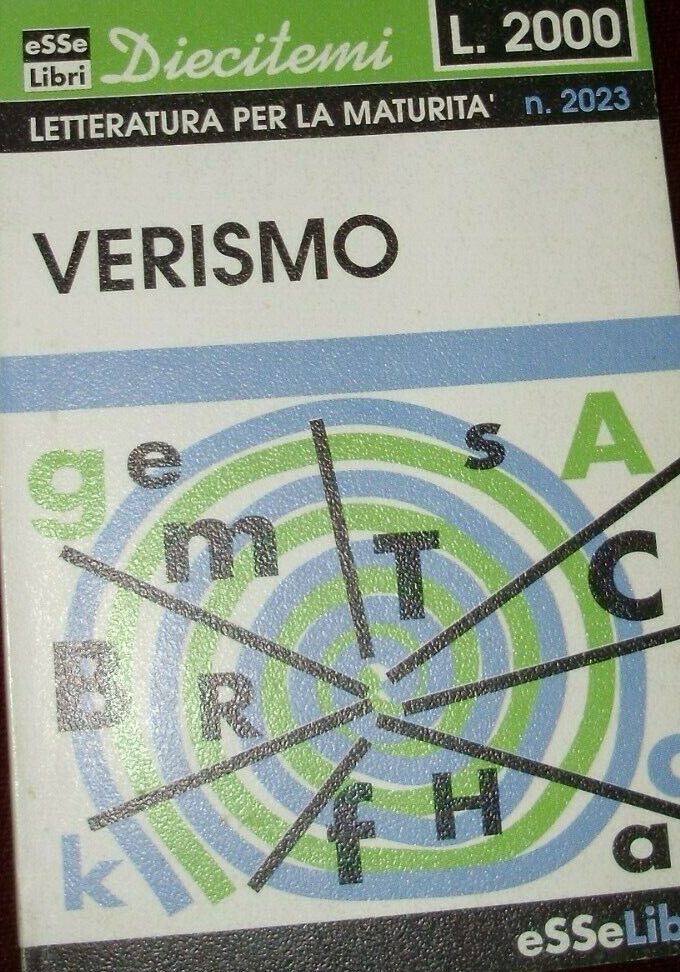 eSSe
Libri
Diecitemi
L. 2000
LETTERATURA PER LA MATURITA' n. 2023
VERISMO
g e s A
m T C
B R
f H
k a
eSSeLib